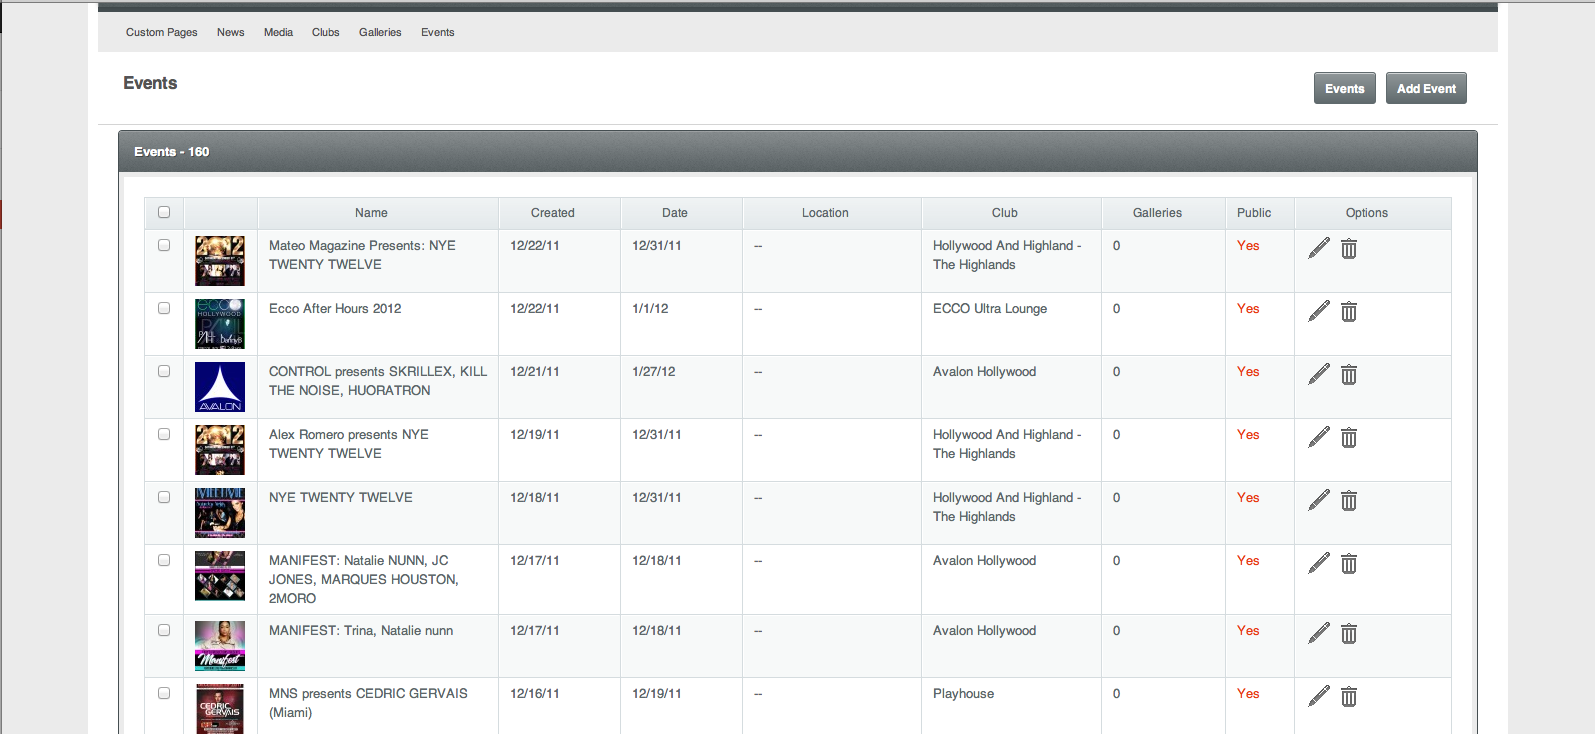 Custom Pages News Media Clubs Galleries Events
Events
Events Add Event
Events - 160
Name Created Date Location Club Galleries Public Options
2012
Mateo Magazine Presents: NYE 12/22/11 12/31/11 -- Hollywood And Highland - 0 Yes
TWENTY TWELVE The Highlands
ecco
HOLLYWOOD
Ecco After Hours 2012 12/22/11 1/1/12 -- ECCO Ultra Lounge 0 Yes
CONTROL presents SKRILLEX, KILL 12/21/11 1/27/12 -- Avalon Hollywood 0 Yes
THE NOISE, HUORATRON
AVALON
2012
Alex Romero presents NYE 12/19/11 12/31/11 -- Hollywood And Highland - 0 Yes
TWENTY TWELVE The Highlands
NYE TWENTY TWELVE 12/18/11 12/31/11 -- Hollywood And Highland - 0 Yes
The Highlands
MANIFEST: Natalie NUNN, JC 12/17/11 12/18/11 -- Avalon Hollywood 0 Yes
JONES, MARQUES HOUSTON,
2MORO
MANIFEST: Trina, Natalie nunn 12/17/11 12/18/11 -- Avalon Hollywood 0 Yes
Manifest
MNS presents CEDRIC GERVAIS 12/16/11 12/19/11 -- Playhouse 0 Yes
(Miami)
CEDRIC
GERVAIS